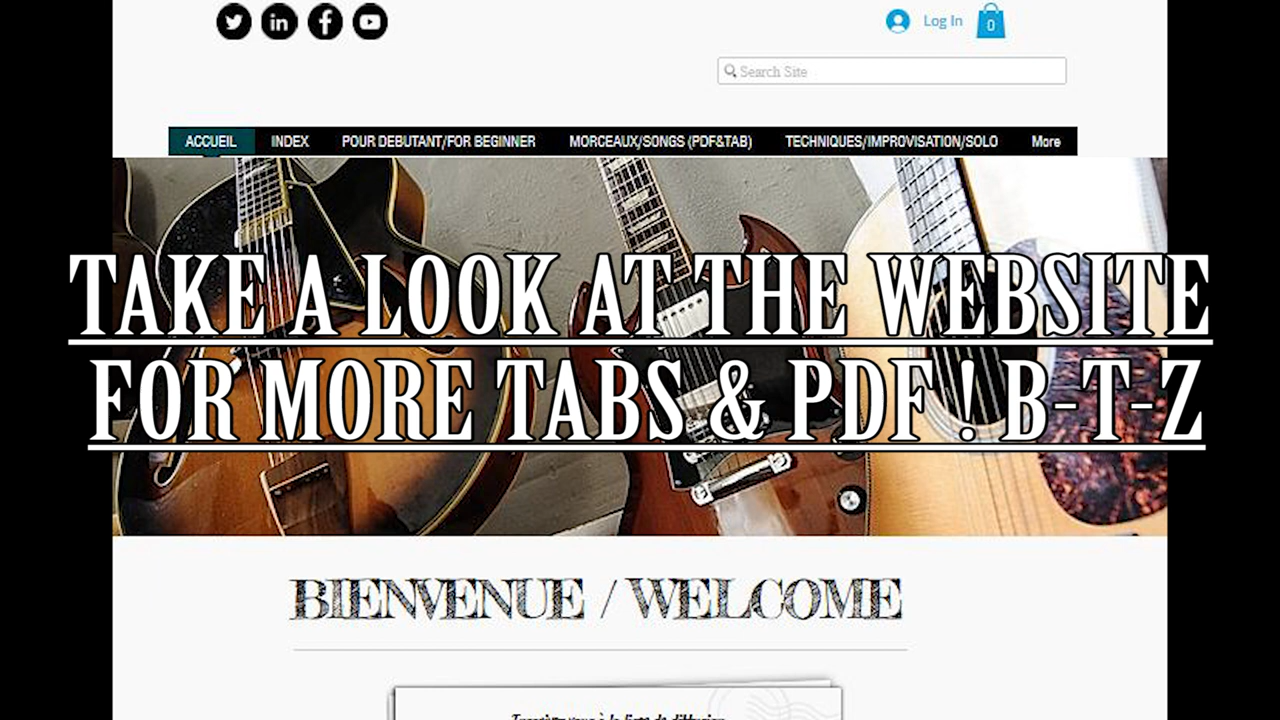 Log In
0
Search Site
ACCUEIL INDEX POUR DEBUTANT/FOR BEGINNER MORCEAUX/SONGS (PDF&TAB) TECHNIQUES/IMPROVISATION/SOLO More
TAKE A LOOK AT THE WEBSITE
FOR MORE TABS & PDF ! B-T-Z
BIENVENUE / WELCOME